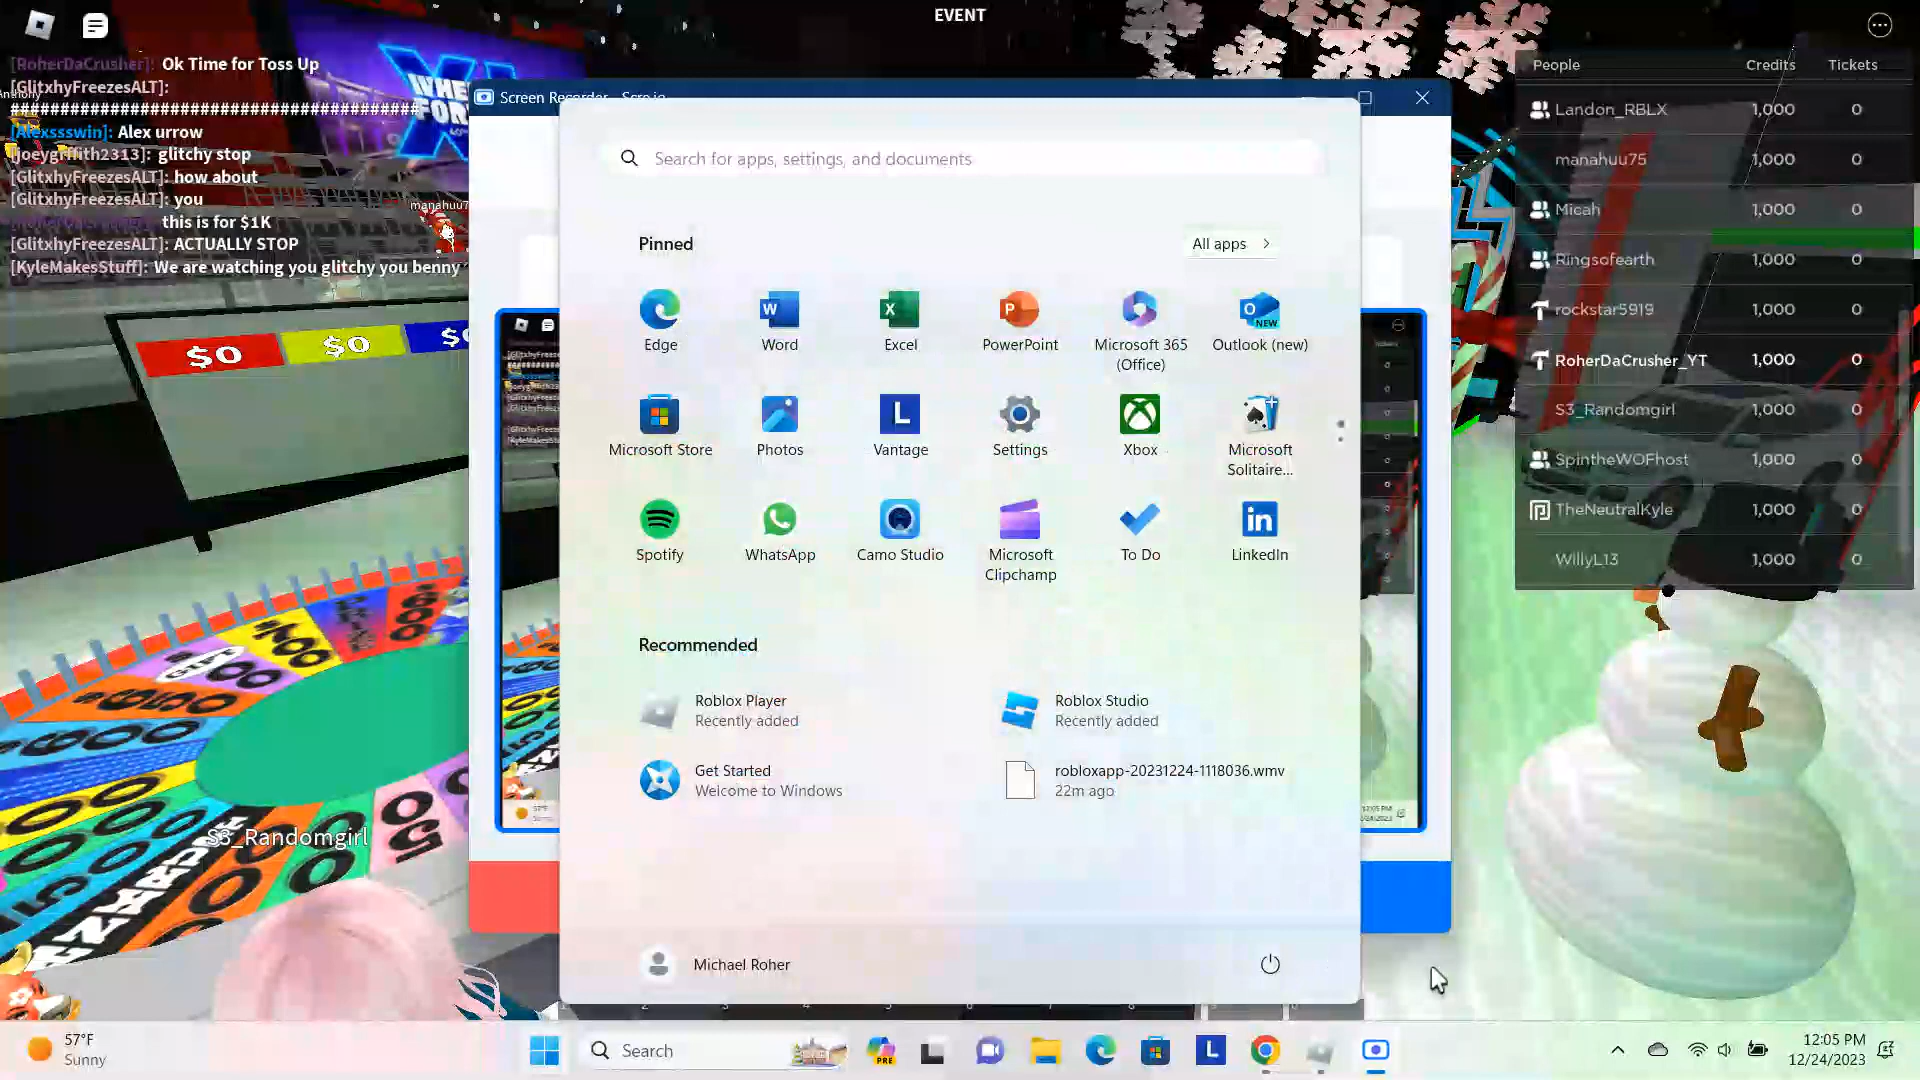 EVENT
[RoherDaCrusher]: Ok Time for Toss Up
[GlitxhyFreezesALT]:
[Alexssswin]: Alex urrow
[joeygriffith2313]: glitchy stop
[GlitxhyFreezesALT]: how about
[GlitxhyFreezesALT]: you
this is for $1K
[GlitxhyFreezesALT]: ACTUALLY STOP
[KyleMakesStuff]: We are watching you glitchy you benny
manahuu7
$0
$0
S3_Randomgirl
Screen Recorder
Search for apps, settings, and documents
Pinned
All apps
Edge
Word
Excel
PowerPoint
Microsoft 365
(Office)
Outlook (new)
Microsoft Store
Photos
Vantage
Settings
Xbox
Microsoft
Solitaire...
Spotify
WhatsApp
Camo Studio
Microsoft
Clipchamp
To Do
LinkedIn
Recommended
Roblox Player
Recently added
Roblox Studio
Recently added
Get Started
Welcome to Windows
robloxapp-20231224-1118036.wmv
22m ago
Michael Roher
People Credits Tickets
Landon_RBLX 1,000 0
manahuu75 1,000 0
Micah 1,000 0
Ringsofearth 1,000 0
rockstar5919 1,000 0
RoherDaCrusher_YT 1,000 0
S3_Randomgirl 1,000 0
SpintheWOFhost 1,000 0
TheNeutralKyle 1,000 0
WillyL13 1,000 0
57°F
Sunny
Search
12:05 PM
12/24/2023